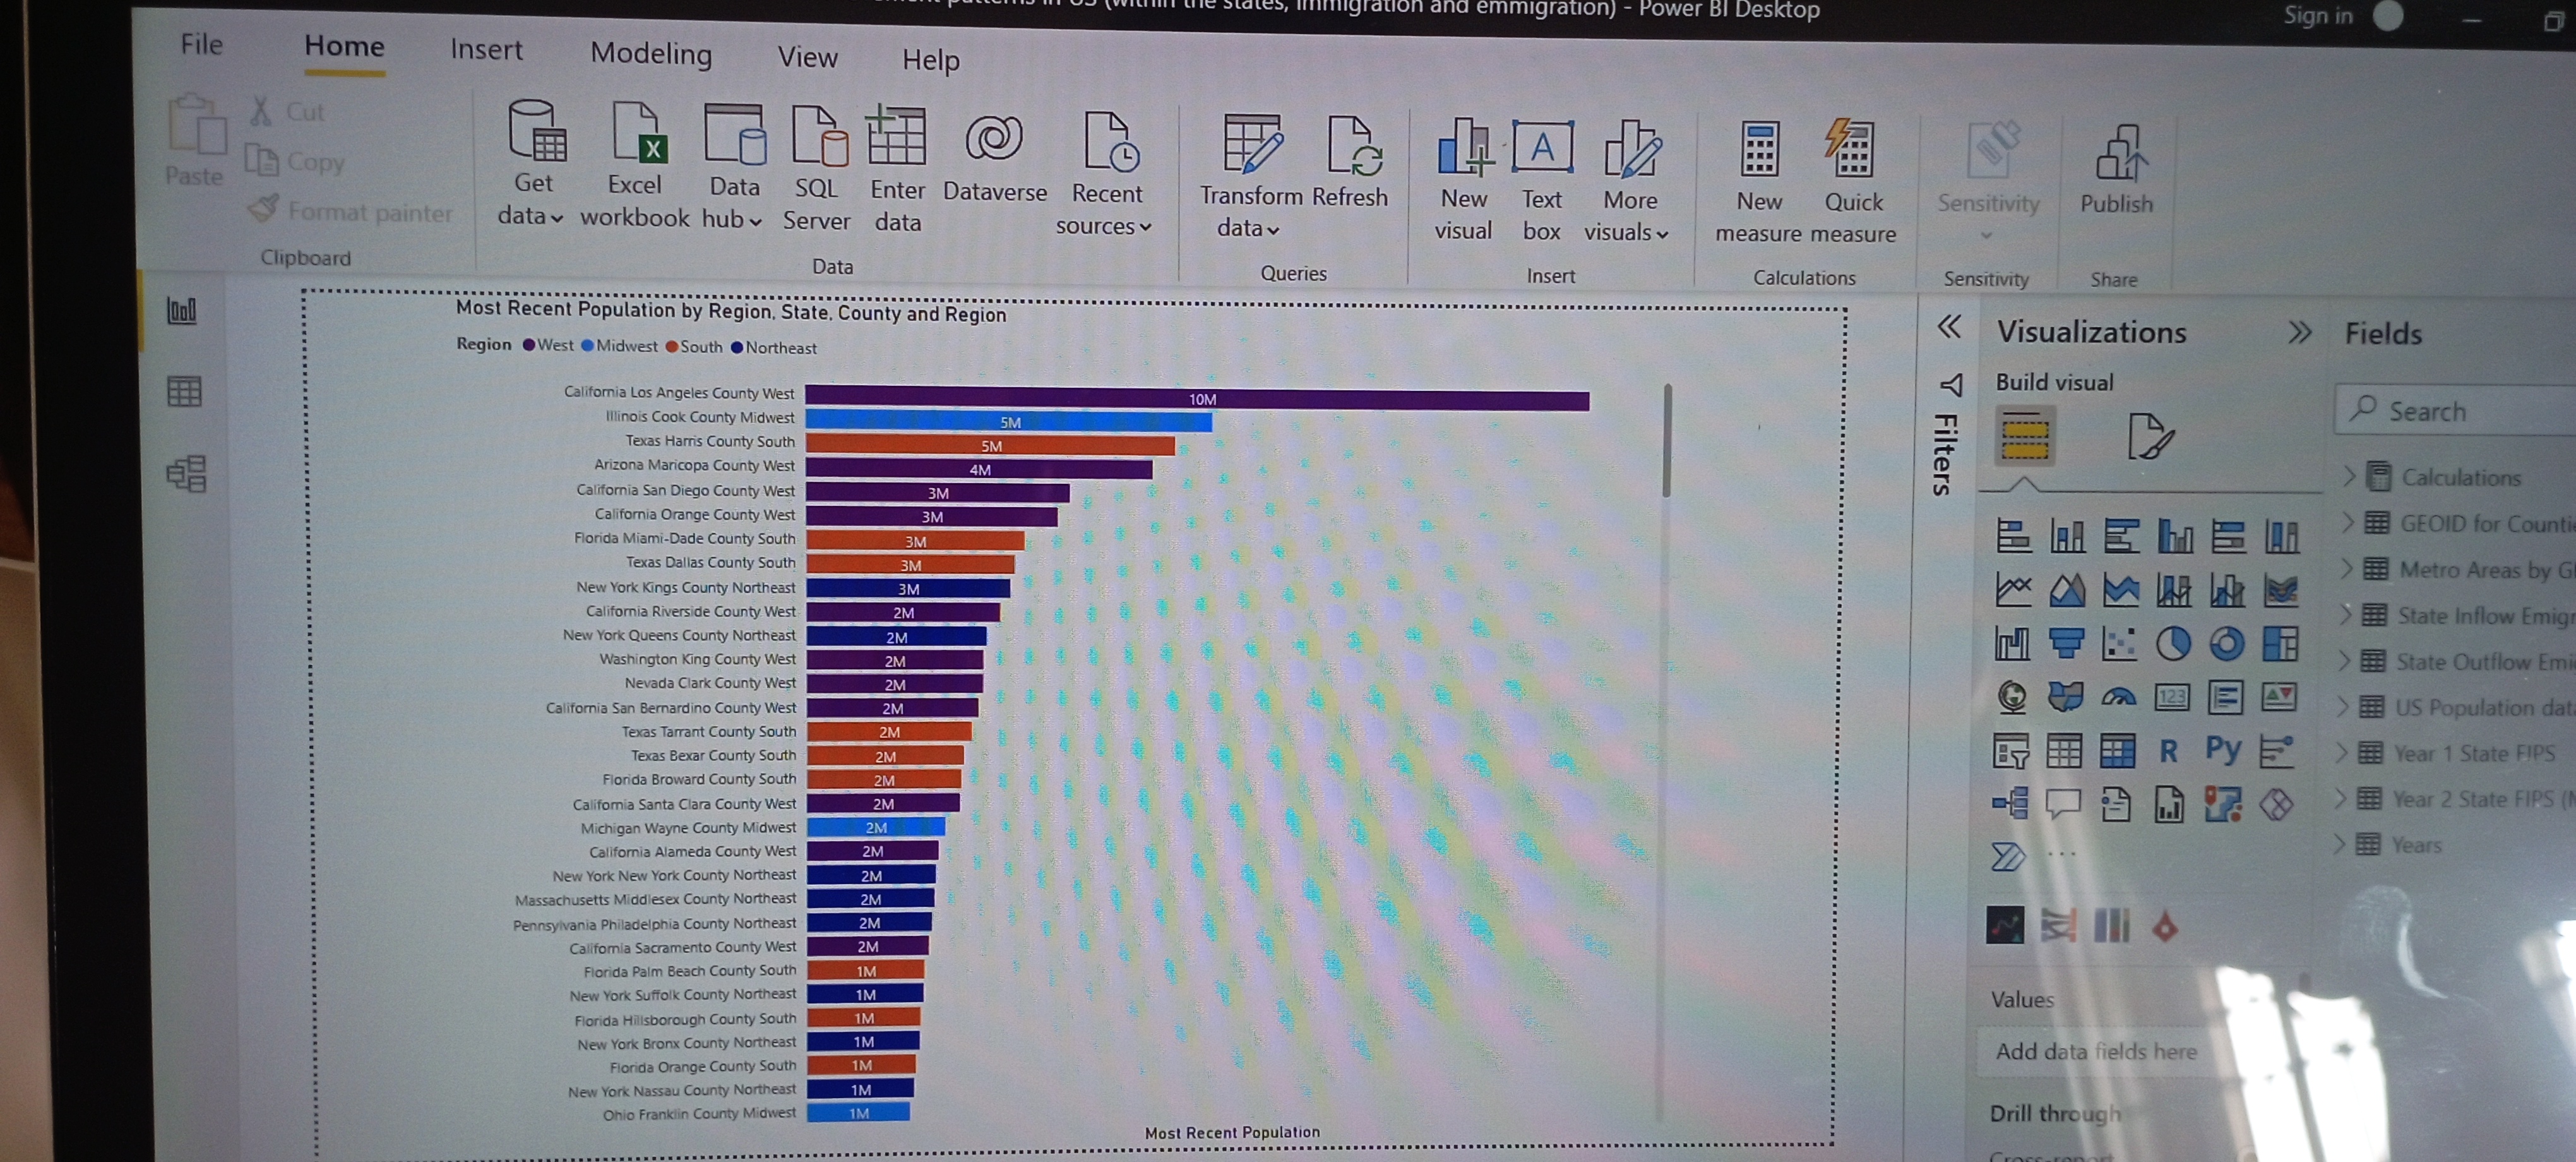 patterns in US (within the states, immigration and emmigration) - Power BI Desktop
Sign in
File Home Insert Modeling View Help
Paste
Cut
Copy
Format painter
Clipboard
Get data
Excel workbook
Data hub
SQL Server
Enter data
Dataverse
Recent sources
Data
Transform data
Refresh
Queries
New visual
Text box
More visuals
Insert
New measure
Quick measure
Calculations
Sensitivity
Sensitivity
Publish
Share
Most Recent Population by Region, State, County and Region
Region West Midwest South Northeast
California Los Angeles County West 10M
Illinois Cook County Midwest 5M
Texas Harris County South 5M
Arizona Maricopa County West 4M
California San Diego County West 3M
California Orange County West 3M
Florida Miami-Dade County South 3M
Texas Dallas County South 3M
New York Kings County Northeast 3M
California Riverside County West 2M
New York Queens County Northeast 2M
Washington King County West 2M
Nevada Clark County West 2M
California San Bernardino County West 2M
Texas Tarrant County South 2M
Texas Bexar County South 2M
Florida Broward County South 2M
California Santa Clara County West 2M
Michigan Wayne County Midwest 2M
California Alameda County West 2M
New York New York County Northeast 2M
Massachusetts Middlesex County Northeast 2M
Pennsylvania Philadelphia County Northeast 2M
California Sacramento County West 2M
Florida Palm Beach County South 1M
New York Suffolk County Northeast 1M
Florida Hillsborough County South 1M
New York Bronx County Northeast 1M
Florida Orange County South 1M
New York Nassau County Northeast 1M
Ohio Franklin County Midwest 1M
Most Recent Population
Filters
Visualizations
Build visual
123
R Py
Values
Add data fields here
Drill through
Fields
Search
Calculations
GEOID for Counti
Metro Areas by G
State Inflow Emigr
State Outflow Emi
US Population dat
Year 1 State FIPS
Year 2 State FIPS (
Years